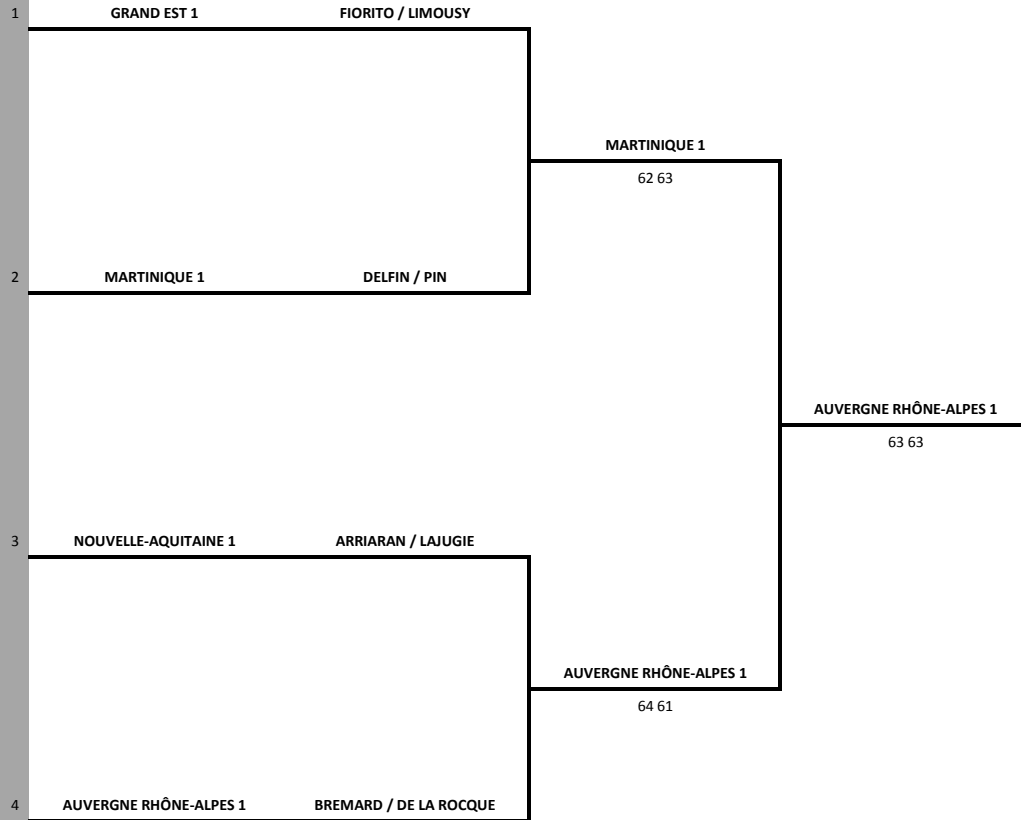 1 GRAND EST 1 FIORITO / LIMOUSY
MARTINIQUE 1
62 63
2 MARTINIQUE 1 DELFIN / PIN
AUVERGNE RHÔNE-ALPES 1
63 63
3 NOUVELLE-AQUITAINE 1 ARRIARAN / LAJUGIE
AUVERGNE RHÔNE-ALPES 1
64 61
4 AUVERGNE RHÔNE-ALPES 1 BREMARD / DE LA ROCQUE